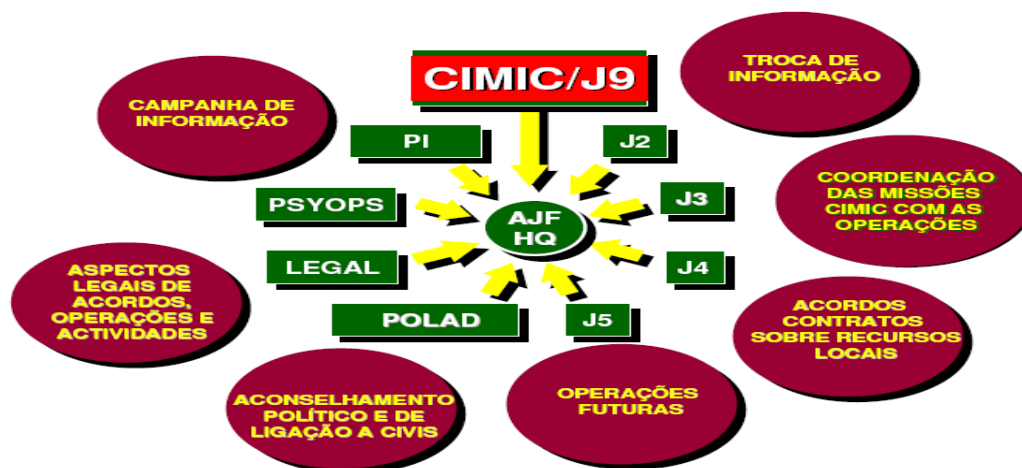 CIMIC/J9
TROCA DE
INFORMAÇÃO
CAMPANHA DE
INFORMAÇÃO
PI
J2
COORDENAÇÃO
DAS MISSÕES
CIMIC COM AS
OPERAÇÕES
PSYOPS
J3
AJF
HQ
LEGAL
J4
ASPECTOS
LEGAIS DE
ACORDOS,
OPERAÇÕES E
ACTIVIDADES
POLAD
J5
ACORDOS
CONTRATOS
SOBRE RECURSOS
LOCAIS
ACONSELHAMENTO
POLÍTICO E DE
LIGAÇÃO A CIVIS
OPERAÇÕES
FUTURAS